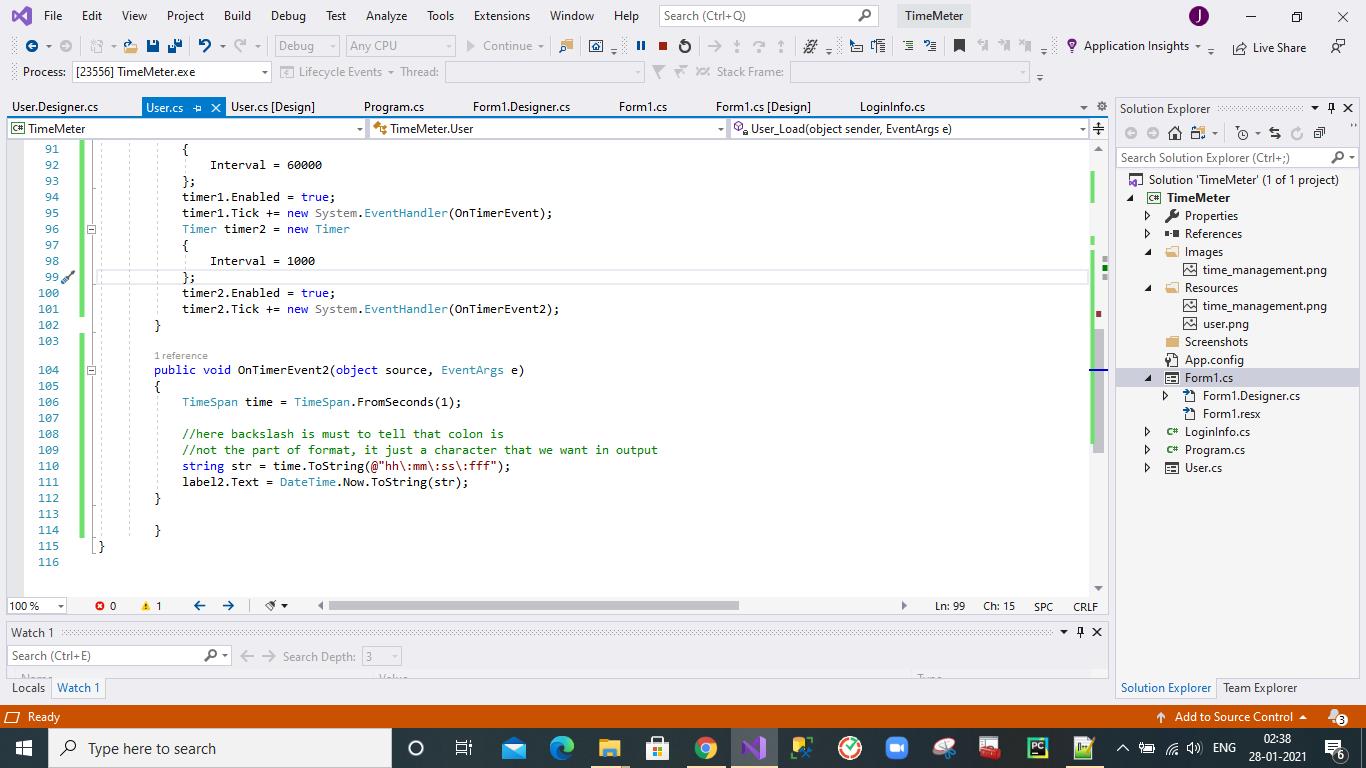 File Edit View Project Build Debug Test Analyze Tools Extensions Window Help Search (Ctrl+Q) TimeMeter J
Debug Any CPU Continue Application Insights Live Share
Process: [23556] TimeMeter.exe Lifecycle Events Thread: Stack Frame:
User.Designer.cs User.cs User.cs [Design] Program.cs Form1.Designer.cs Form1.cs Form1.cs [Design] LoginInfo.cs
C# TimeMeter TimeMeter.User User_Load(object sender, EventArgs e)
91 {
92 Interval = 60000
93 };
94 timer1.Enabled = true;
95 timer1.Tick += new System.EventHandler(OnTimerEvent);
96 Timer timer2 = new Timer
97 {
98 Interval = 1000
99 };
100 timer2.Enabled = true;
101 timer2.Tick += new System.EventHandler(OnTimerEvent2);
102 }
103
1 reference
104 public void OnTimerEvent2(object source, EventArgs e)
105 {
106 TimeSpan time = TimeSpan.FromSeconds(1);
107
108 //here backslash is must to tell that colon is
109 //not the part of format, it just a character that we want in output
110 string str = time.ToString(@"hh\:mm\:ss\:fff");
111 label2.Text = DateTime.Now.ToString(str);
112 }
113
114 }
115 }
116
100 % 0 1 Ln: 99 Ch: 15 SPC CRLF
Watch 1
Search (Ctrl+E) Search Depth: 3
Name Value Type
Locals Watch 1
Solution Explorer
Search Solution Explorer (Ctrl+;)
Solution 'TimeMeter' (1 of 1 project)
C# TimeMeter
Properties
References
Images
time_management.png
Resources
time_management.png
user.png
Screenshots
App.config
Form1.cs
Form1.Designer.cs
Form1.resx
C# LoginInfo.cs
C# Program.cs
User.cs
Solution Explorer Team Explorer
Ready Add to Source Control 3
Type here to search PC ENG 02:38
28-01-2021 6